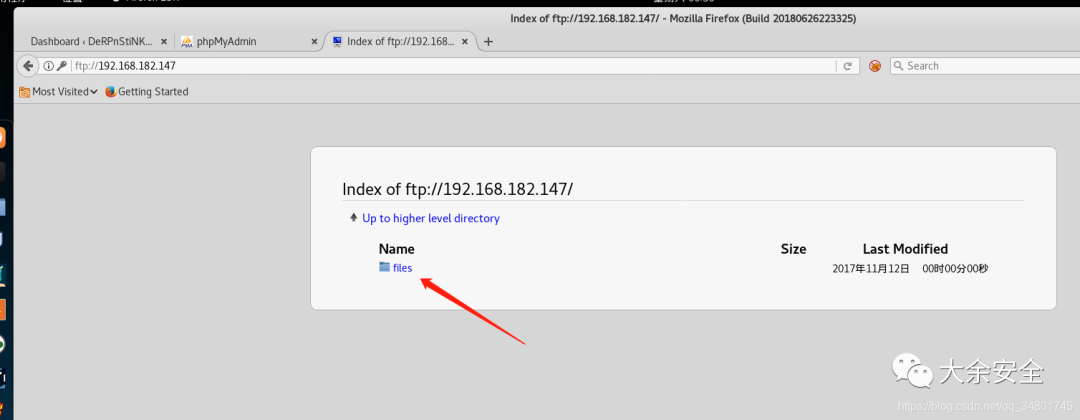 Index of ftp://192.168.182.147/ - Mozilla Firefox (Build 20180626223325)
Dashboard ‹ DeRPnStiNK... × phpMyAdmin × Index of ftp://192.168... × +
ftp://192.168.182.147 Search
Most Visited Getting Started
Index of ftp://192.168.182.147/
Up to higher level directory
Name Size Last Modified
files 2017年11月12日 00时00分00秒
大余安全
https://blog.csdn.net/qq_34801745